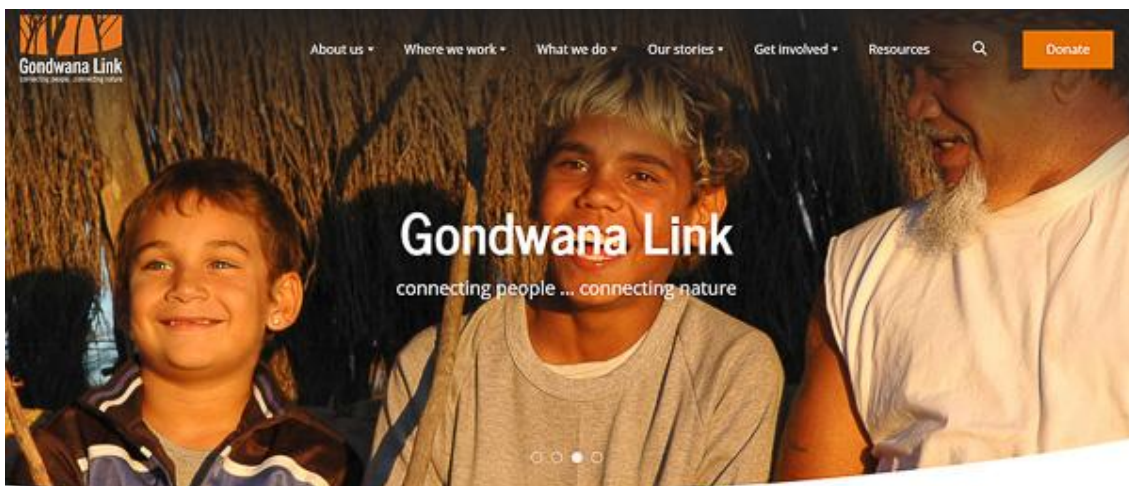 Gondwana Link
connecting people, connecting nature
About us
Where we work
What we do
Our stories
Get involved
Resources
Donate
Gondwana Link
connecting people ... connecting nature